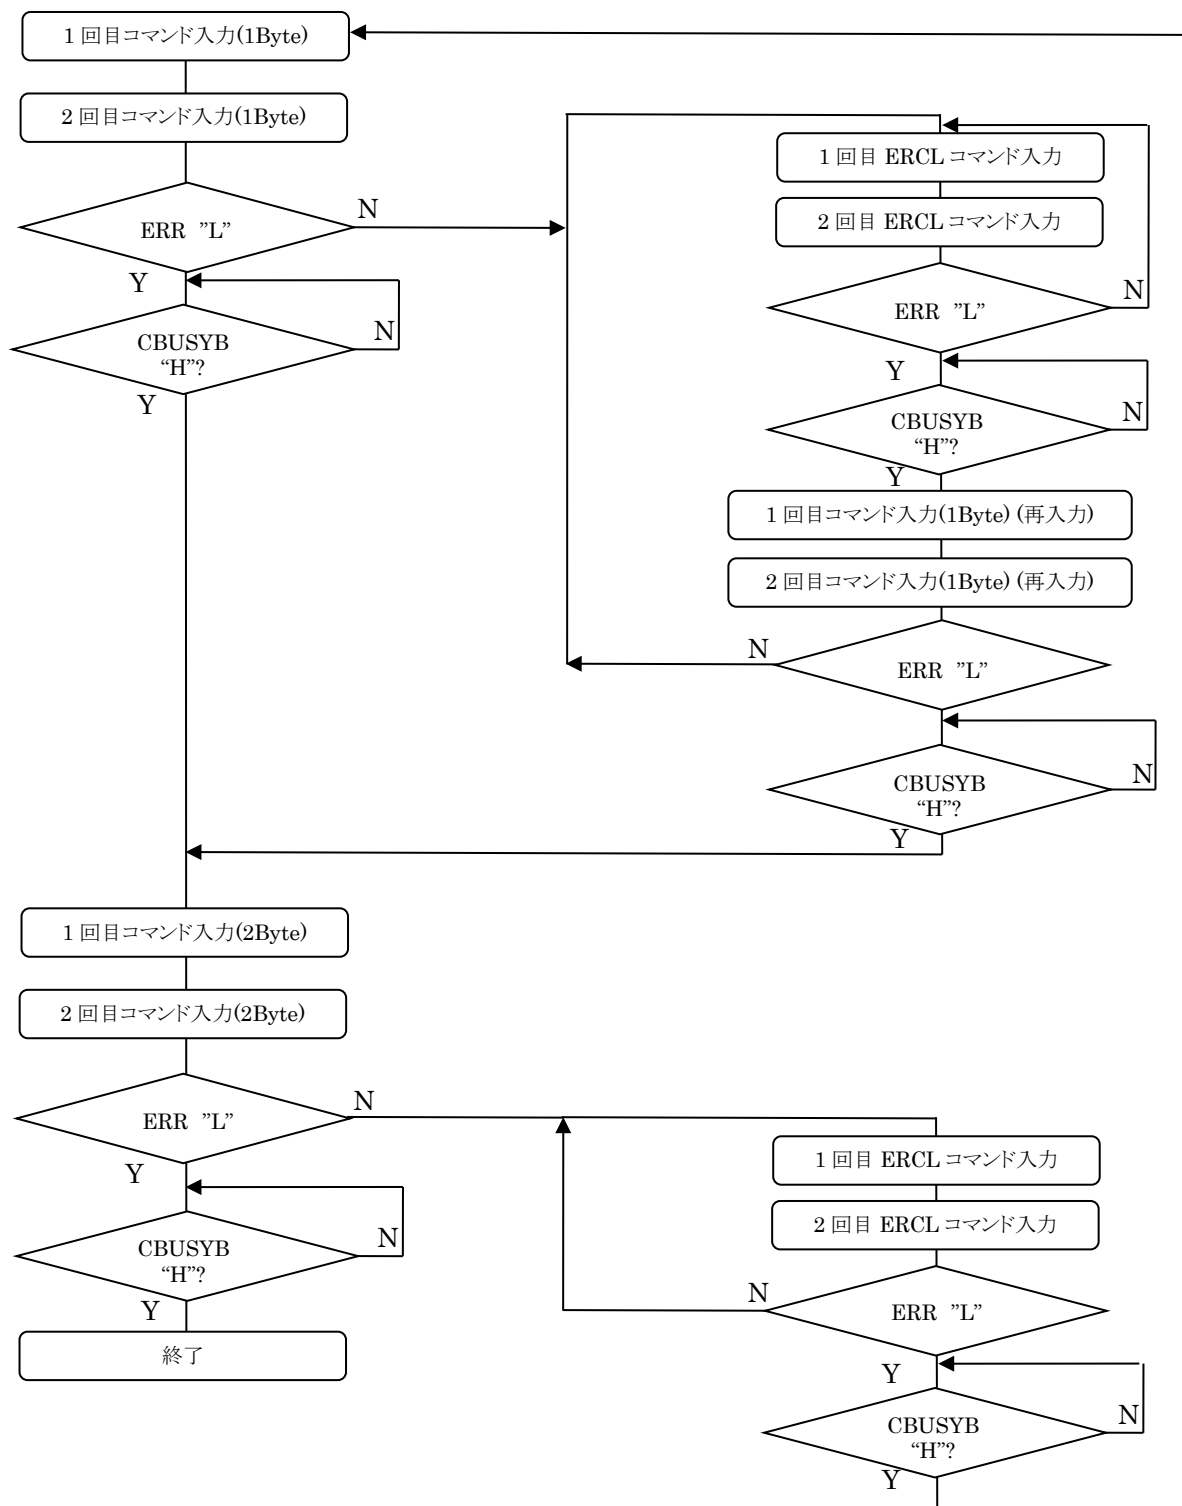 1 回目コマンド入力(1Byte)
2 回目コマンド入力(1Byte)
ERR ”L”
N
Y
CBUSYB
“H”?
N
Y
1 回目 ERCL コマンド入力
2 回目 ERCL コマンド入力
ERR ”L”
N
Y
CBUSYB
“H”?
N
Y
1 回目コマンド入力(1Byte) (再入力)
2 回目コマンド入力(1Byte) (再入力)
N
ERR ”L”
CBUSYB
“H”?
N
Y
1 回目コマンド入力(2Byte)
2 回目コマンド入力(2Byte)
ERR ”L”
N
Y
CBUSYB
“H”?
N
Y
終了
1 回目 ERCL コマンド入力
2 回目 ERCL コマンド入力
N
ERR ”L”
Y
CBUSYB
“H”?
N
Y